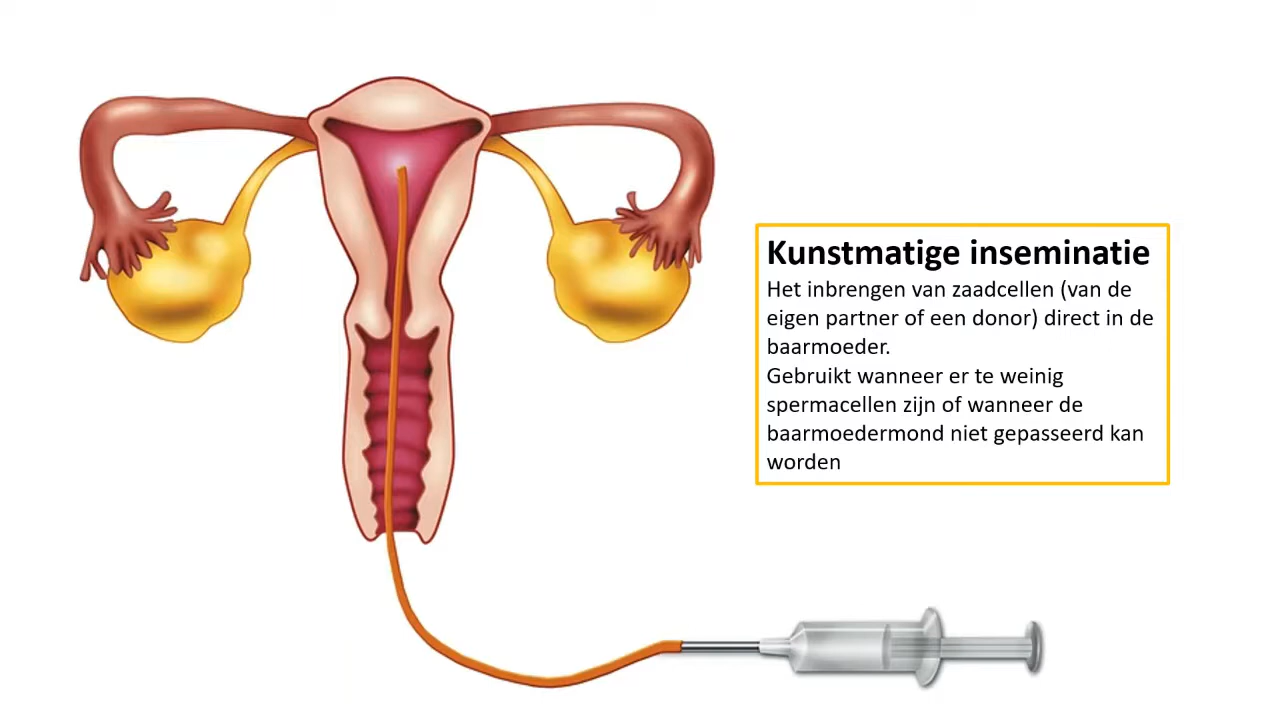 Kunstmatige inseminatie
Het inbrengen van zaadcellen (van de
eigen partner of een donor) direct in de
baarmoeder.
Gebruikt wanneer er te weinig
spermacellen zijn of wanneer de
baarmoedermond niet gepasseerd kan
worden